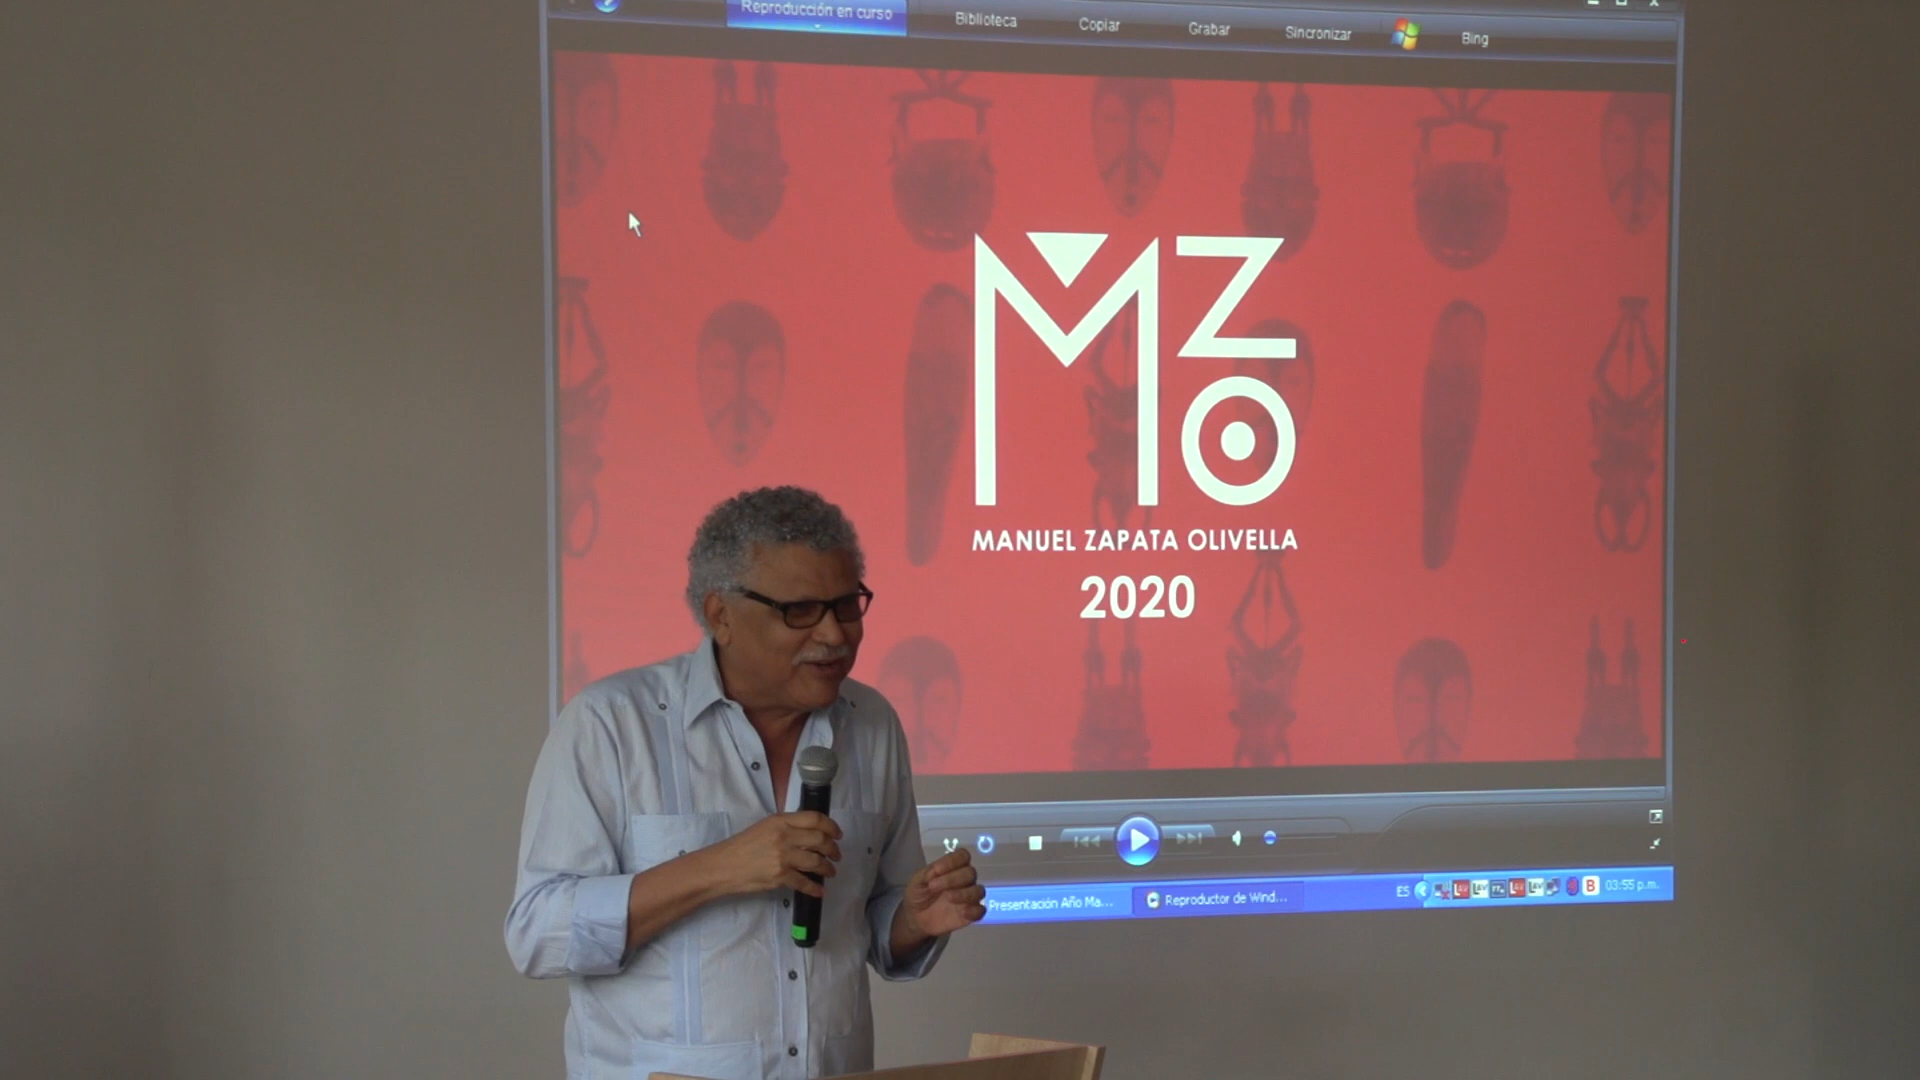 Reproducción en curso
Biblioteca
Copiar
Grabar
Sincronizar
Bing
MZO
MANUEL ZAPATA OLIVELLA
2020
Presentación Año Ma...
Reproductor de Wind...
ES
B
03:55 p.m.